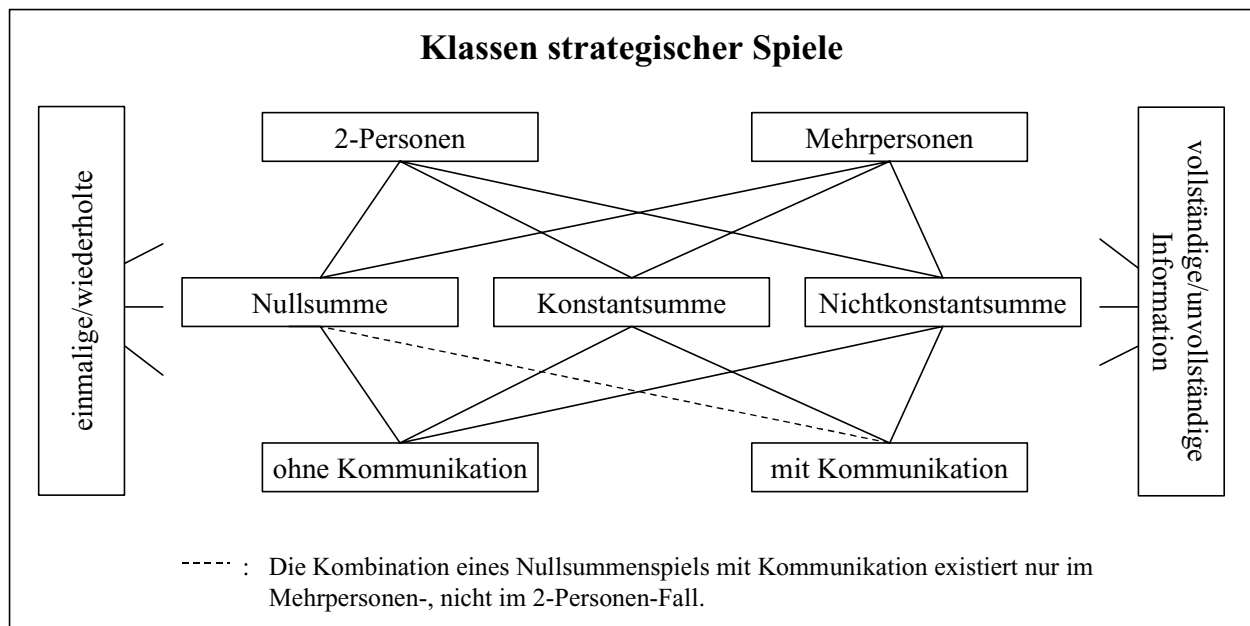 Klassen strategischer Spiele
einmalige/wiederholte
2-Personen
Mehrpersonen
vollständige/unvollständige
Information
Nullsumme
Konstantsumme
Nichtkonstantsumme
ohne Kommunikation
mit Kommunikation
: Die Kombination eines Nullsummenspiels mit Kommunikation existiert nur im
Mehrpersonen-, nicht im 2-Personen-Fall.